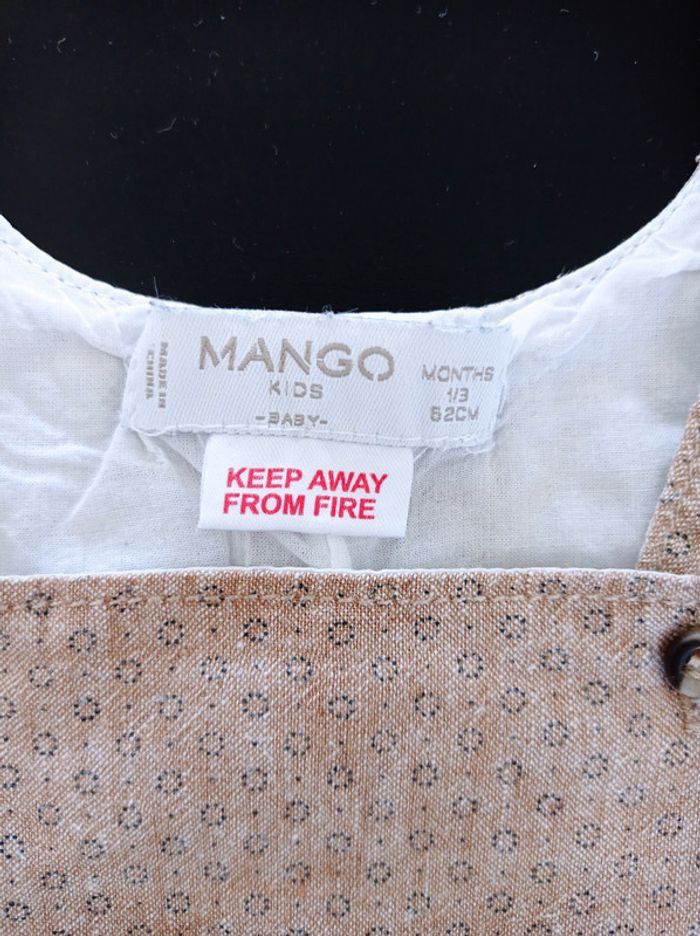 MADE IN
CHINA
MANGO
KIDS
-BABY-
MONTHS
1/3
62CM
KEEP AWAY
FROM FIRE